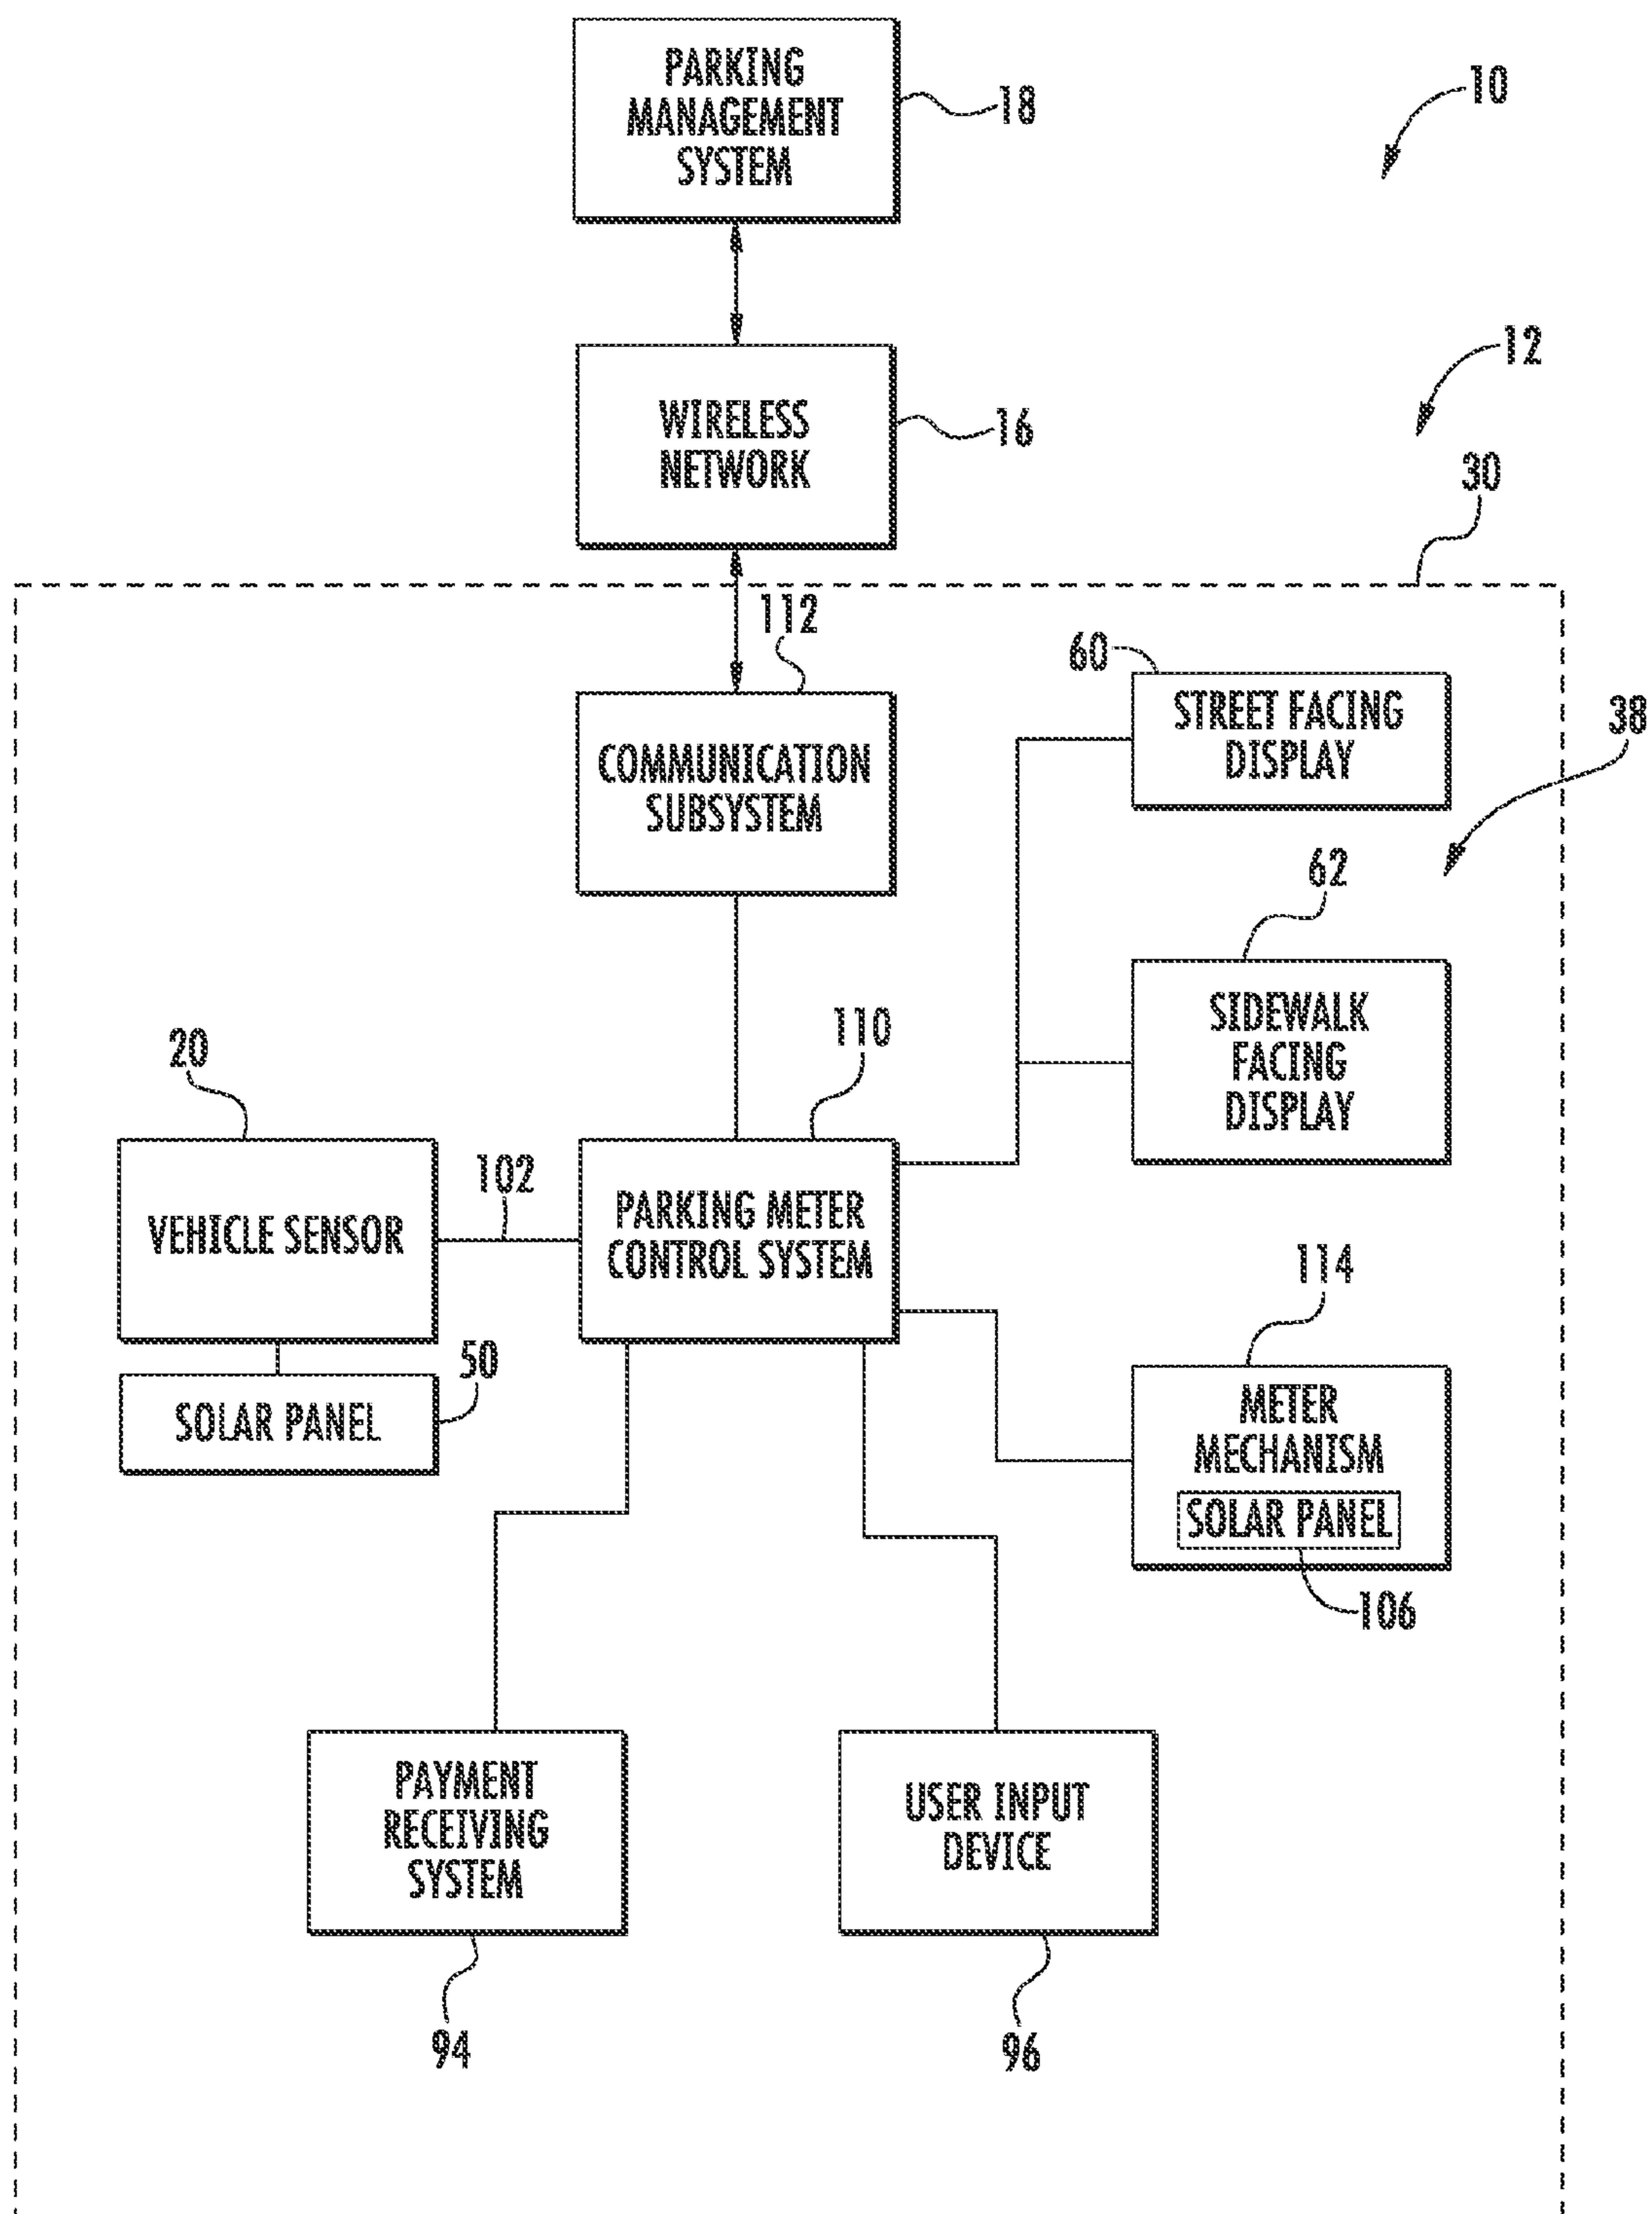 PARKING
MANAGEMENT
SYSTEM
18
10
WIRELESS
NETWORK
16
12
30
112
COMMUNICATION
SUBSYSTEM
60
STREET FACING
DISPLAY
38
62
SIDEWALK
FACING
DISPLAY
20
VEHICLE SENSOR
102
110
PARKING METER
CONTROL SYSTEM
50
SOLAR PANEL
114
METER
MECHANISM
SOLAR PANEL
106
PAYMENT
RECEIVING
SYSTEM
94
USER INPUT
DEVICE
96